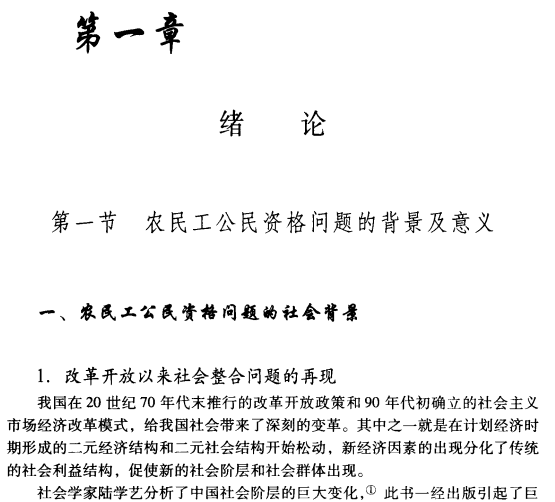 第一章
绪 论
第一节 农民工公民资格问题的背景及意义
一、农民工公民资格问题的社会背景
1. 改革开放以来社会整合问题的再现
我国在 20 世纪 70 年代末推行的改革开放政策和 90 年代初确立的社会主义
市场经济改革模式，给我国社会带来了深刻的变革。其中之一就是在计划经济时
期形成的二元经济结构和二元社会结构开始松动，新经济因素的出现分化了传统
的社会利益结构，促使新的社会阶层和社会群体出现。
社会学家陆学艺分析了中国社会阶层的巨大变化，① 此书一经出版引起了巨